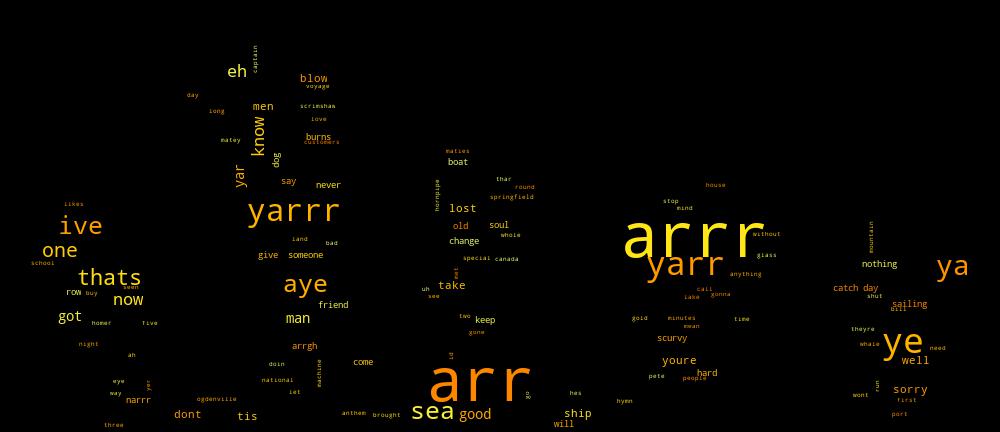 captain
eh
blow
voyage
day
men
scrimshaw
long
love
know
matey
burns
customers
dog
maties
boat
yar
say
never
thar
round
hornpipe
springfield
house
likes
yarrr
lost
stop
mind
ive
old
soul
arrr
without
mountain
one
land
bad
change
whole
school
give someone
special canada
glass
yarr
nothing
ya
thats
met
anything
seen
aye
take
call
catch day
row
buy
now
uh
see
lake
gonna
shut
sailing
bill
friend
got
homer
five
man
two
keep
gold
minutes
time
mean
gone
theyre
night
arrgh
scurvy
whale
ye
need
ah
id
come
doin
machine
youre
well
eye
national
arr
pete
people
hard
run
way
yer
let
og
hes
wont
sorry
narrr
ogdenville
hymn
first
dont
tis
anthem
brought
sea
good
ship
port
three
will